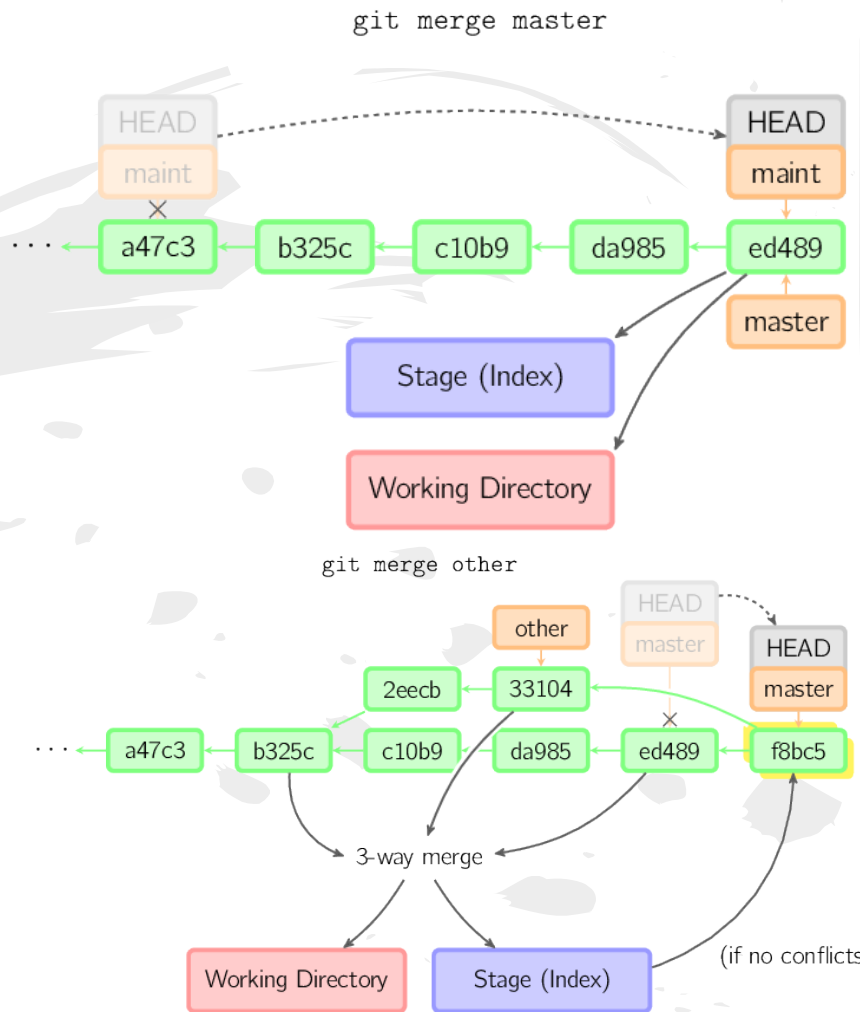 git merge master
HEAD HEAD
maint maint
... a47c3 b325c c10b9 da985 ed489
master
Stage (Index)
Working Directory
git merge other
HEAD
other master HEAD
2eecb 33104 master
... a47c3 b325c c10b9 da985 ed489 f8bc5
3-way merge
(if no conflicts
Working Directory Stage (Index)